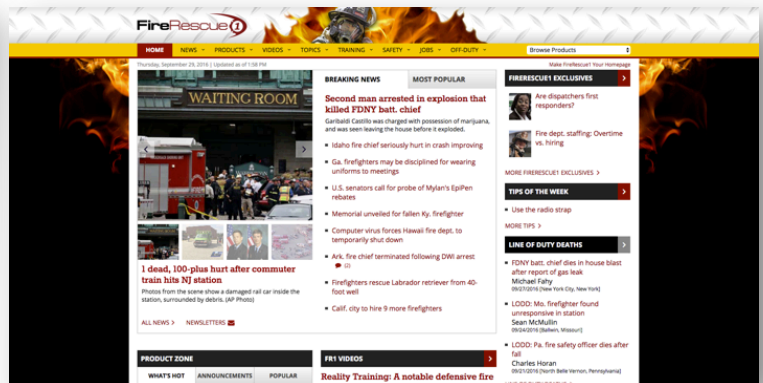 FireRescue1
HOME
NEWS
PRODUCTS
VIDEOS
TOPICS
TRAINING
SAFETY
JOBS
OFF-DUTY
Browse Products
Thursday, September 29, 2016 | Updated as of 1:58 PM
Make FireRescue1 Your Homepage
WAITING ROOM
1 dead, 100-plus hurt after commuter
train hits NJ station
Photos from the scene show a damaged rail car inside the
station, surrounded by debris. (AP Photo)
ALL NEWS >
NEWSLETTERS
BREAKING NEWS
MOST POPULAR
Second man arrested in explosion that
killed FDNY batt. chief
Garibaldi Castillo was charged with possession of marijuana,
and was seen leaving the house before it exploded.
Idaho fire chief seriously hurt in crash improving
Ga. firefighters may be disciplined for wearing
uniforms to meetings
U.S. senators call for probe of Mylan's EpiPen
rebates
Memorial unveiled for fallen Ky. firefighter
Computer virus forces Hawaii fire dept. to
temporarily shut down
Ark. fire chief terminated following DWI arrest
(2)
Firefighters rescue Labrador retriever from 40-
foot well
Calif. city to hire 9 more firefighters
FIRERESCUE1 EXCLUSIVES
Are dispatchers first
responders?
Fire dept. staffing: Overtime
vs. hiring
MORE FIRERESCUE1 EXCLUSIVES >
TIPS OF THE WEEK
Use the radio strap
MORE TIPS >
LINE OF DUTY DEATHS
FDNY batt. chief dies in house blast
after report of gas leak
Michael Fahy
09/27/2016 [New York City, New York]
LODD: Mo. firefighter found
unresponsive in station
Sean McMullin
09/24/2016 [Ballwin, Missouri]
LODD: Pa. fire safety officer dies after
fall
Charles Horan
09/21/2016 [North Belle Vernon, Pennsylvania]
PRODUCT ZONE
WHAT'S HOT
ANNOUNCEMENTS
POPULAR
FR1 VIDEOS
Reality Training: A notable defensive fire